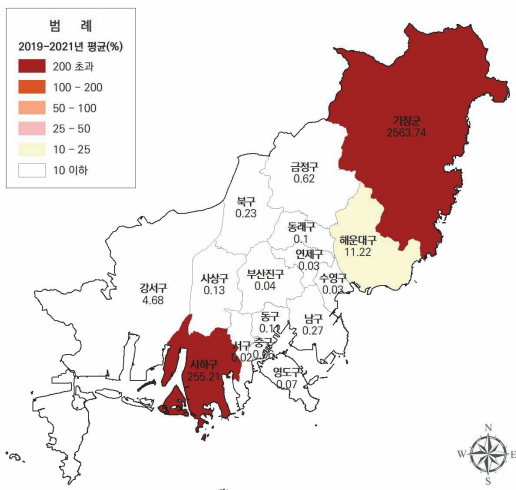 범 례
2019-2021년 평균(%)
200 초과
100 - 200
50 - 100
25 - 50
10 - 25
10 이하
기장군
2563.74
금정구
0.62
북구
0.23
동래구
0.1
해운대구
11.22
연제구
0.03
수영구
0.03
강서구
4.68
사상구
0.13
부산진구
0.04
동구
0.11
남구
0.27
서구
0.02
중구
사하구
255.21
영도구
0.07
N
W
E
S